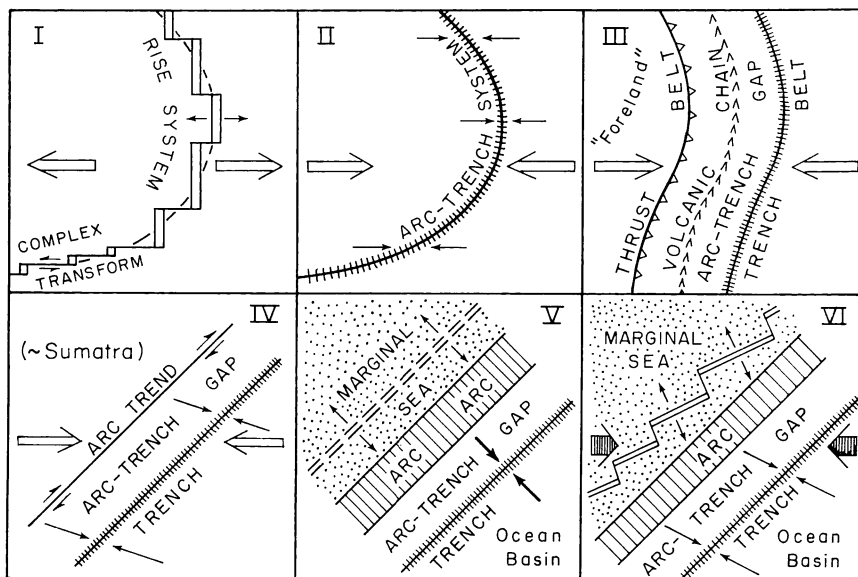 I
RISE
SYSTEM
COMPLEX
TRANSFORM
II
ARC-TRENCH SYSTEM
III
"Foreland"
THRUST BELT
VOLCANIC CHAIN
ARC-TRENCH GAP
TRENCH BELT
IV
(~Sumatra)
ARC TREND
ARC-TRENCH GAP
TRENCH
V
MARGINAL
SEA
ARC
ARC
ARC-TRENCH GAP
TRENCH
Ocean
Basin
VI
MARGINAL
SEA
ARC
ARC-TRENCH GAP
TRENCH
Ocean
Basin